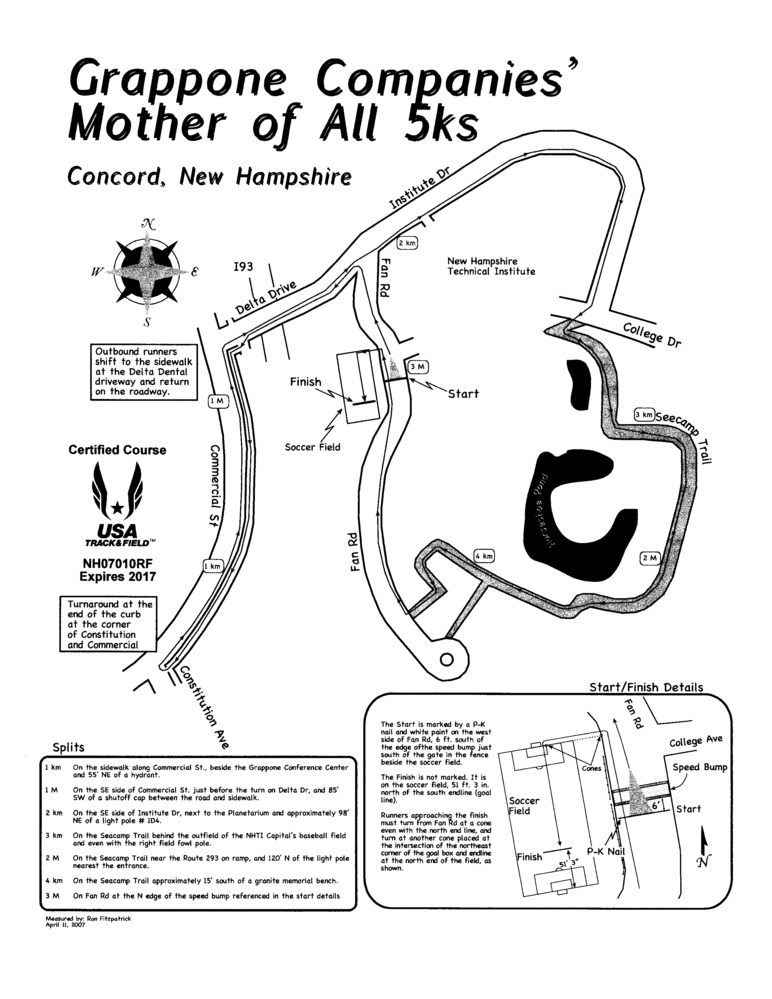 Grappone Companies'
Mother of All 5ks
Concord, New Hampshire
N
W
E
S
I93
Delta Drive
Institute Dr
2 km
Fan Rd
New Hampshire
Technical Institute
College Dr
Outbound runners
shift to the sidewalk
at the Delta Dental
driveway and return
on the roadway.
1 M
Finish
3 M
Start
Soccer Field
3 km
Seecamp Trail
Certified Course
USA
TRACK & FIELD™
NH07010RF
Expires 2017
Commercial St
1 km
Fan Rd
4 km
2 M
Turnaround at the
end of the curb
at the corner
of Constitution
and Commercial
Constitution Ave
Splits
1 km On the sidewalk along Commercial St., beside the Grappone Conference Center
and 55' NE of a hydrant.
1 M On the SE side of Commercial St. just before the turn on Delta Dr, and 85'
SW of a shutoff cap between the road and sidewalk.
2 km On the SE side of Institute Dr, next to the Planetarium and approximately 98'
NE of a light pole # 1D4.
3 km On the Seacamp Trail behind the outfield of the NHTI Capital's baseball field
and even with the right field fowl pole.
2 M On the Seacamp Trail near the Route 293 on ramp, and 120' N of the light pole
nearest the entrance.
4 km On the Seacamp Trail approximately 15' south of a granite memorial bench.
3 M On Fan Rd at the N edge of the speed bump referenced in the start details
Measured by: Ron Fitzpatrick
April 11, 2007
Start/Finish Details
The Start is marked by a P-K
nail and white paint on the west
side of Fan Rd, 6 ft. south of
the edge ofthe speed bump just
south of the gate in the fence
beside the soccer field.
The Finish is not marked. It is
on the soccer field, 51 ft. 3 in.
north of the south endline (goal
line).
Runners approaching the finish
must turn from Fan Rd at a cone
even with the north end line, and
turn at another cone placed at
the intersection of the northeast
corner of the goal box and endline
at the north end of the field, as
shown.
Fan Rd
College Ave
Cones
Speed Bump
Soccer
Field
6'
Start
P-K Nail
Finish
51' 3"
N